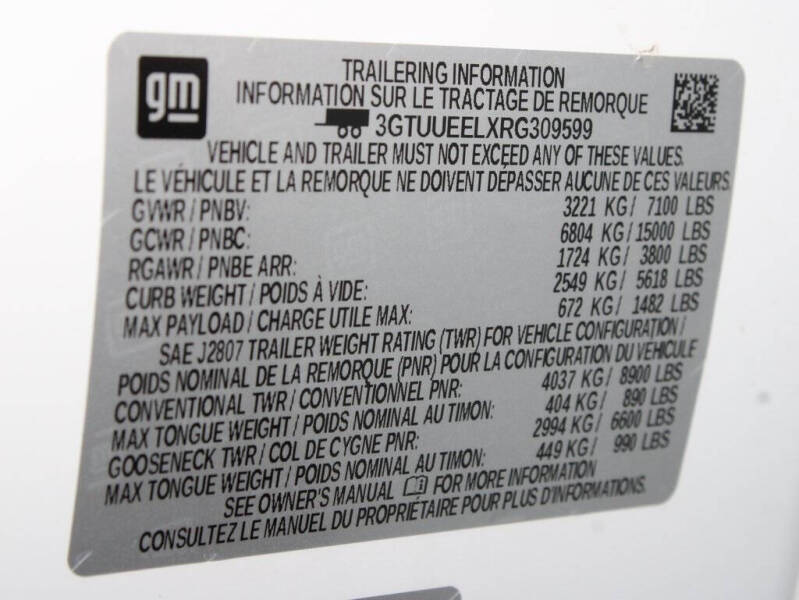 gm
TRAILERING INFORMATION
INFORMATION SUR LE TRACTAGE DE REMORQUE
3GTUUEELXRG309599
VEHICLE AND TRAILER MUST NOT EXCEED ANY OF THESE VALUES.
LE VÉHICULE ET LA REMORQUE NE DOIVENT DÉPASSER AUCUNE DE CES VALEURS.
GVWR / PNBV: 3221 KG/ 7100 LBS
GCWR / PNBC: 6804 KG/ 15000 LBS
RGAWR / PNBE ARR: 1724 KG/ 3800 LBS
CURB WEIGHT / POIDS À VIDE: 2549 KG/ 5618 LBS
MAX PAYLOAD / CHARGE UTILE MAX: 672 KG/ 1482 LBS
SAE J2807 TRAILER WEIGHT RATING (TWR) FOR VEHICLE CONFIGURATION /
POIDS NOMINAL DE LA REMORQUE (PNR) POUR LA CONFIGURATION DU VÉHICULE
CONVENTIONAL TWR / CONVENTIONNEL PNR: 4037 KG/ 8900 LBS
MAX TONGUE WEIGHT / POIDS NOMINAL AU TIMON: 404 KG/ 890 LBS
GOOSENECK TWR / COL DE CYGNE PNR: 2994 KG/ 6600 LBS
MAX TONGUE WEIGHT / POIDS NOMINAL AU TIMON: 449 KG/ 990 LBS
SEE OWNER'S MANUAL FOR MORE INFORMATION
CONSULTEZ LE MANUEL DU PROPRIÉTAIRE POUR PLUS D'INFORMATIONS.